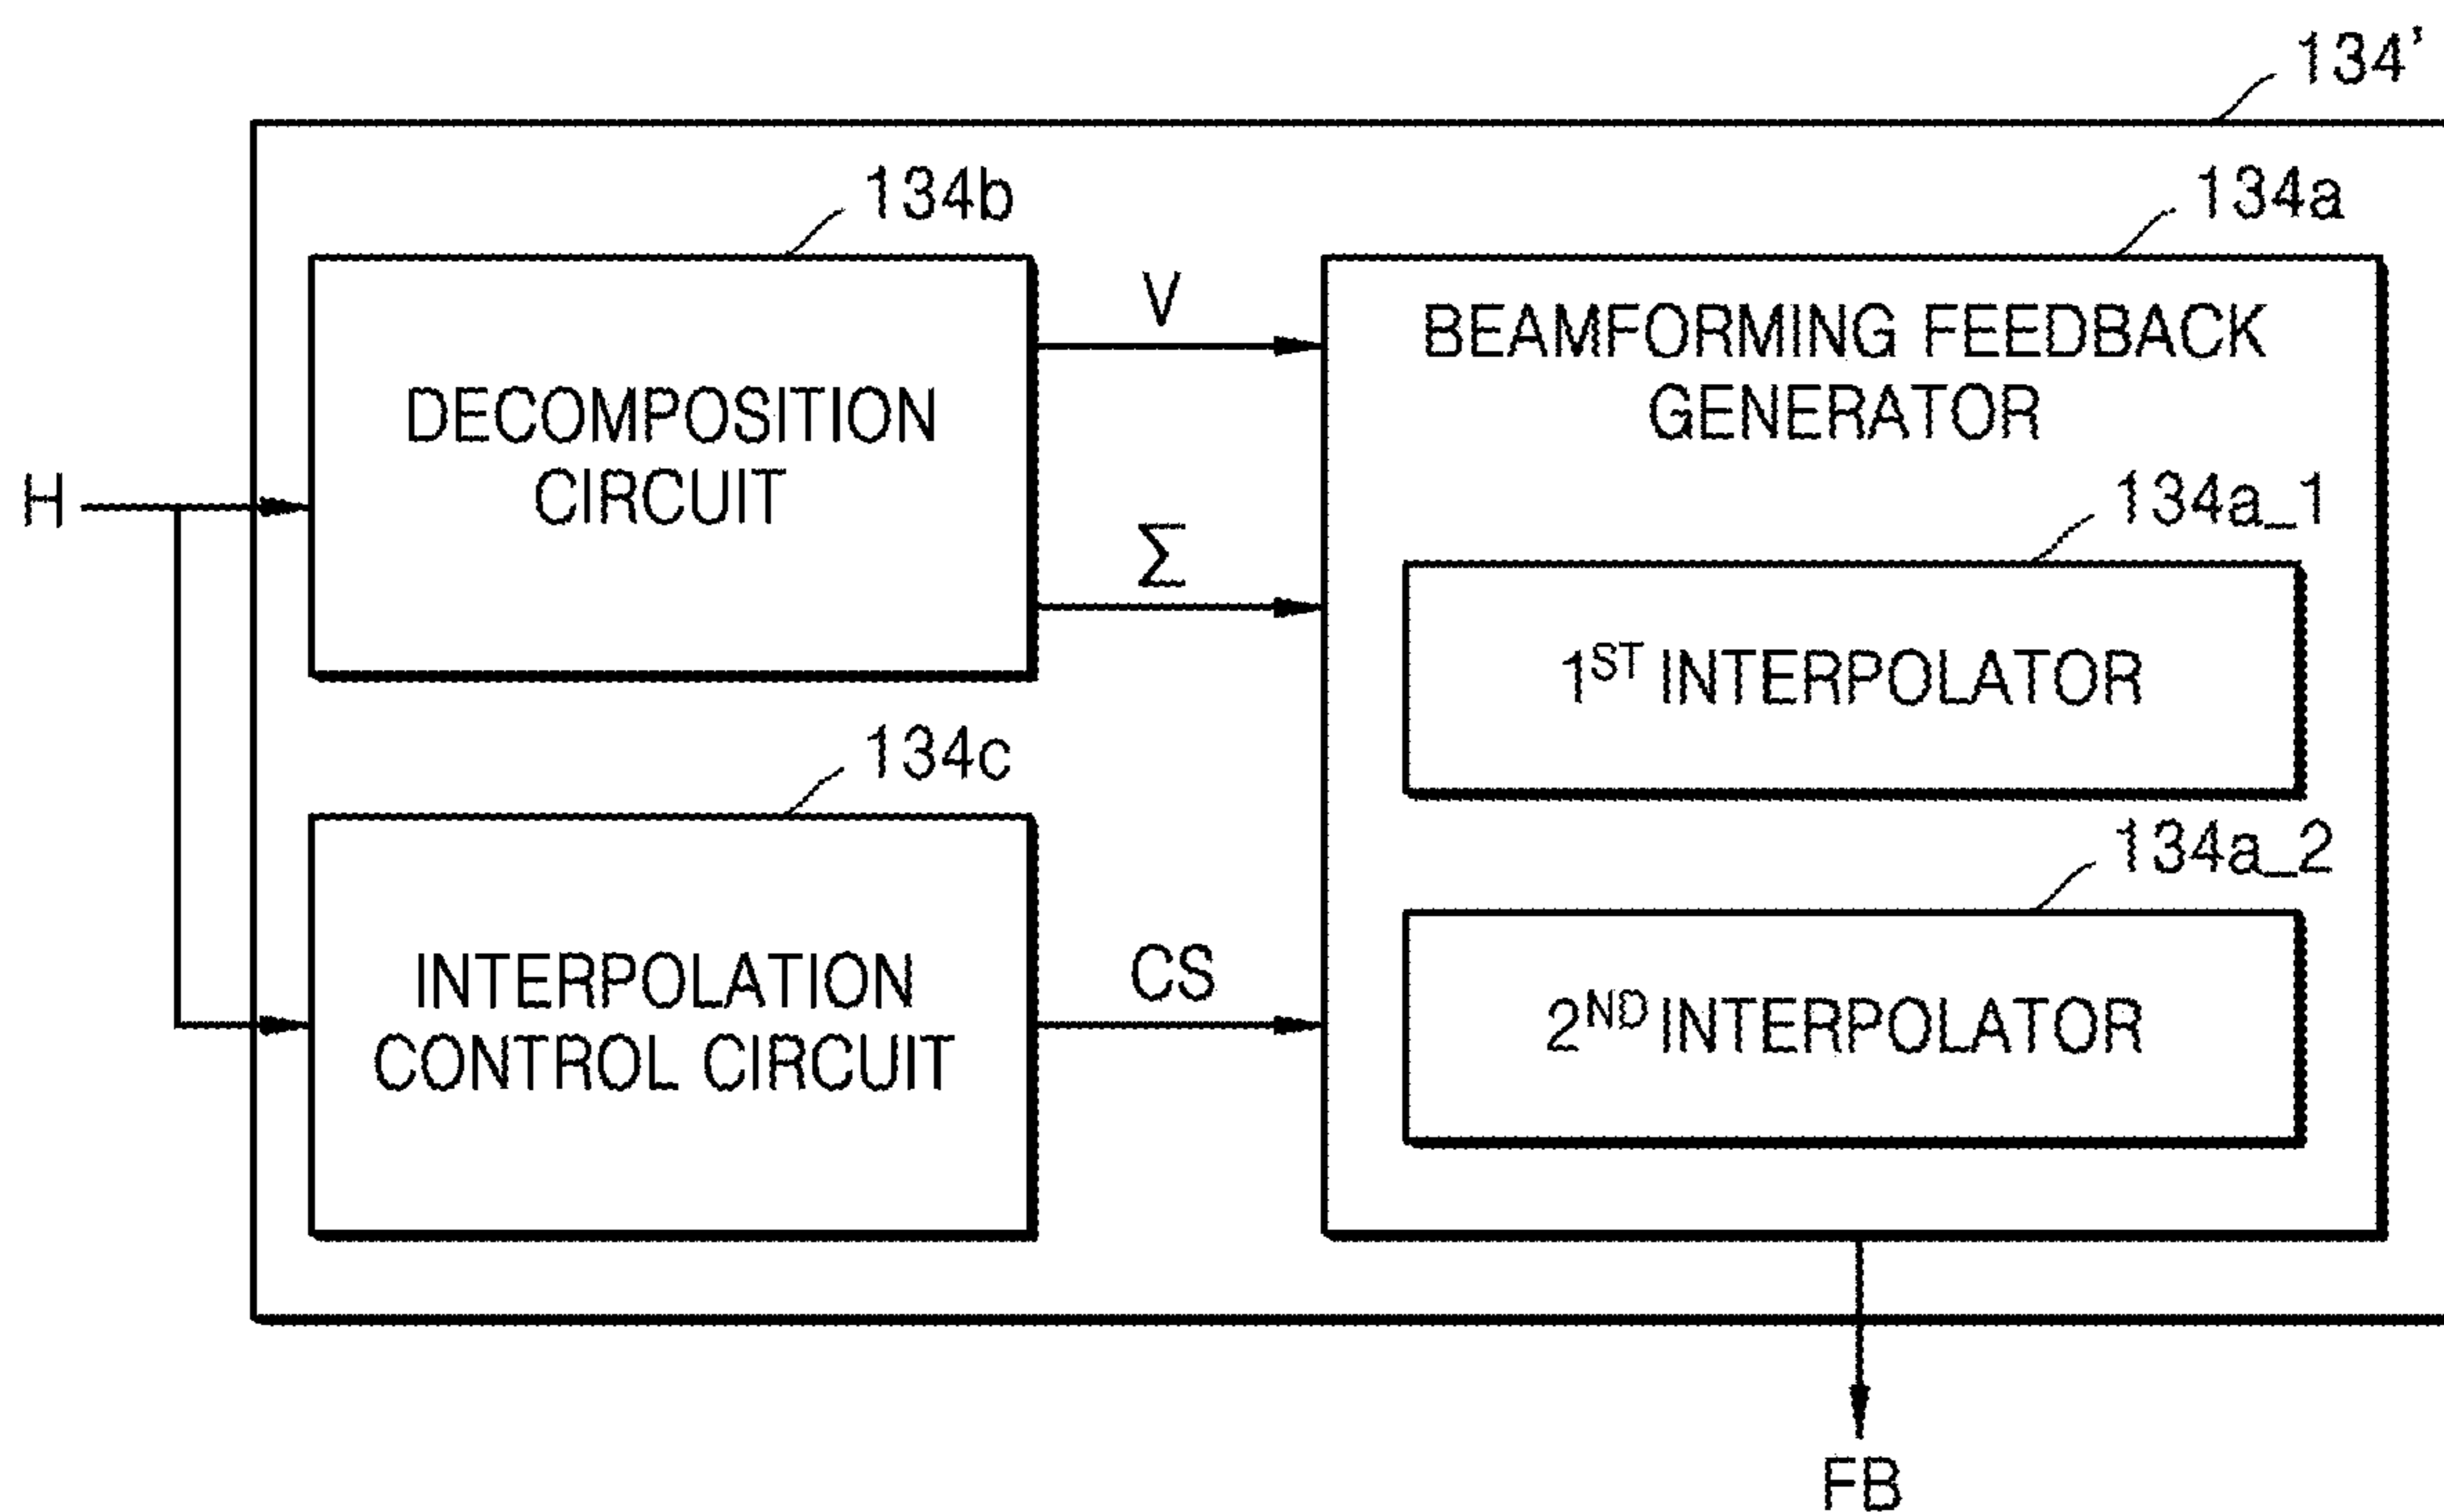 134'
134b
134a
DECOMPOSITION
CIRCUIT
V
Σ
BEAMFORMING FEEDBACK
GENERATOR
134a_1
1ST INTERPOLATOR
H
134c
INTERPOLATION
CONTROL CIRCUIT
CS
134a_2
2ND INTERPOLATOR
FB